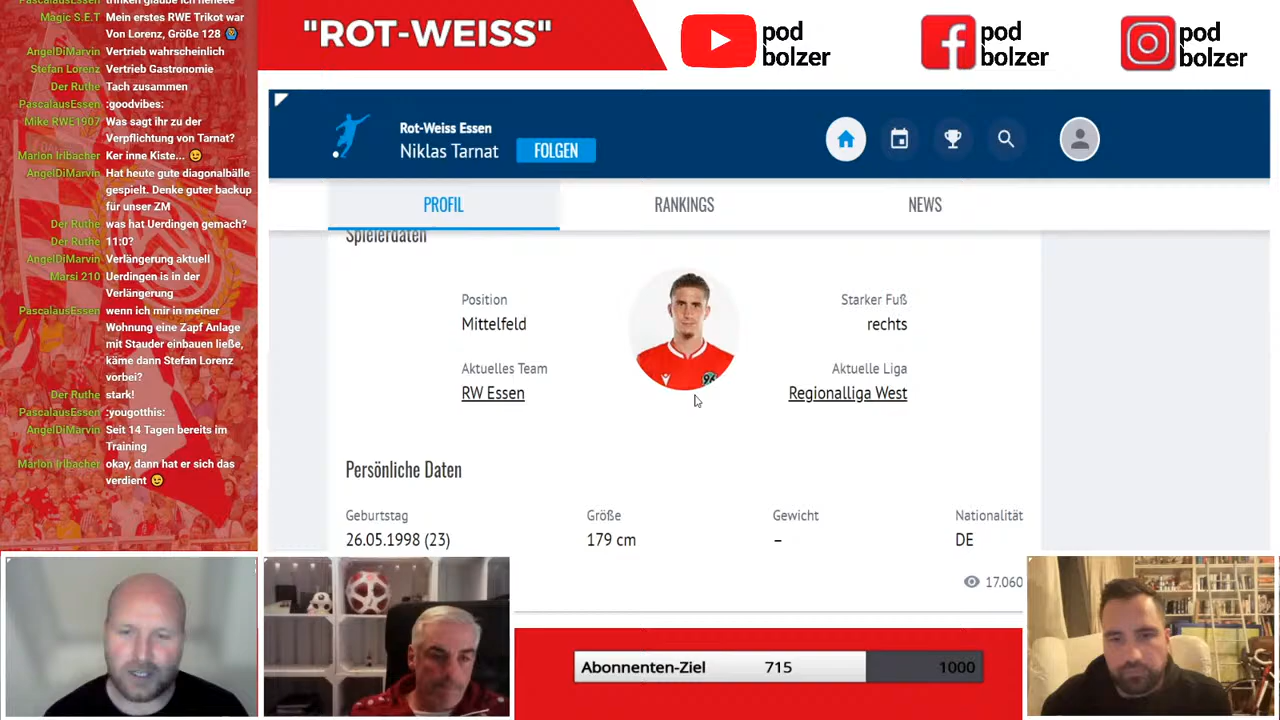 PascalausEssen trinken glaube ich heneee
Magic S.E.T Mein erstes RWE Trikot war
Von Lorenz, Größe 128
AngelDiMarvin Vertrieb wahrscheinlich
Stefan Lorenz Vertrieb Gastronomie
Der Ruthe Tach zusammen
PascalausEssen :goodvibes:
Mike RWE1907 Was sagt ihr zu der
Verpflichtung von Tarnat?
Marlon Iribacher Ker inne Kiste... 😉
AngelDiMarvin Hat heute gute diagonalbälle
gespielt. Denke guter backup
für unser ZM
Der Ruthe was hat Uerdingen gemach?
Der Ruthe 11:0?
AngelDiMarvin Verlängerung aktuell
Marsi 210 Uerdingen is in der
Verlängerung
PascalausEssen wenn ich mir in meiner
Wohnung eine Zapf Anlage
mit Stauder einbauen ließe,
käme dann Stefan Lorenz
vorbei?
Der Ruthe stark!
PascalausEssen :yougotthis:
AngelDiMarvin Seit 14 Tagen bereits im
Training
Marlon Iribacher okay, dann hat er sich das
verdient 😉
"ROT-WEISS"
pod
bolzer
pod
bolzer
pod
bolzer
Rot-Weiss Essen
Niklas Tarnat FOLGEN
PROFIL RANKINGS NEWS
Spielerdaten
Position Starker Fuß
Mittelfeld rechts
Aktuelles Team Aktuelle Liga
RW Essen Regionalliga West
96
Persönliche Daten
Geburtstag Größe Gewicht Nationalität
26.05.1998 (23) 179 cm – DE
17.060
Abonnenten-Ziel 715 1000